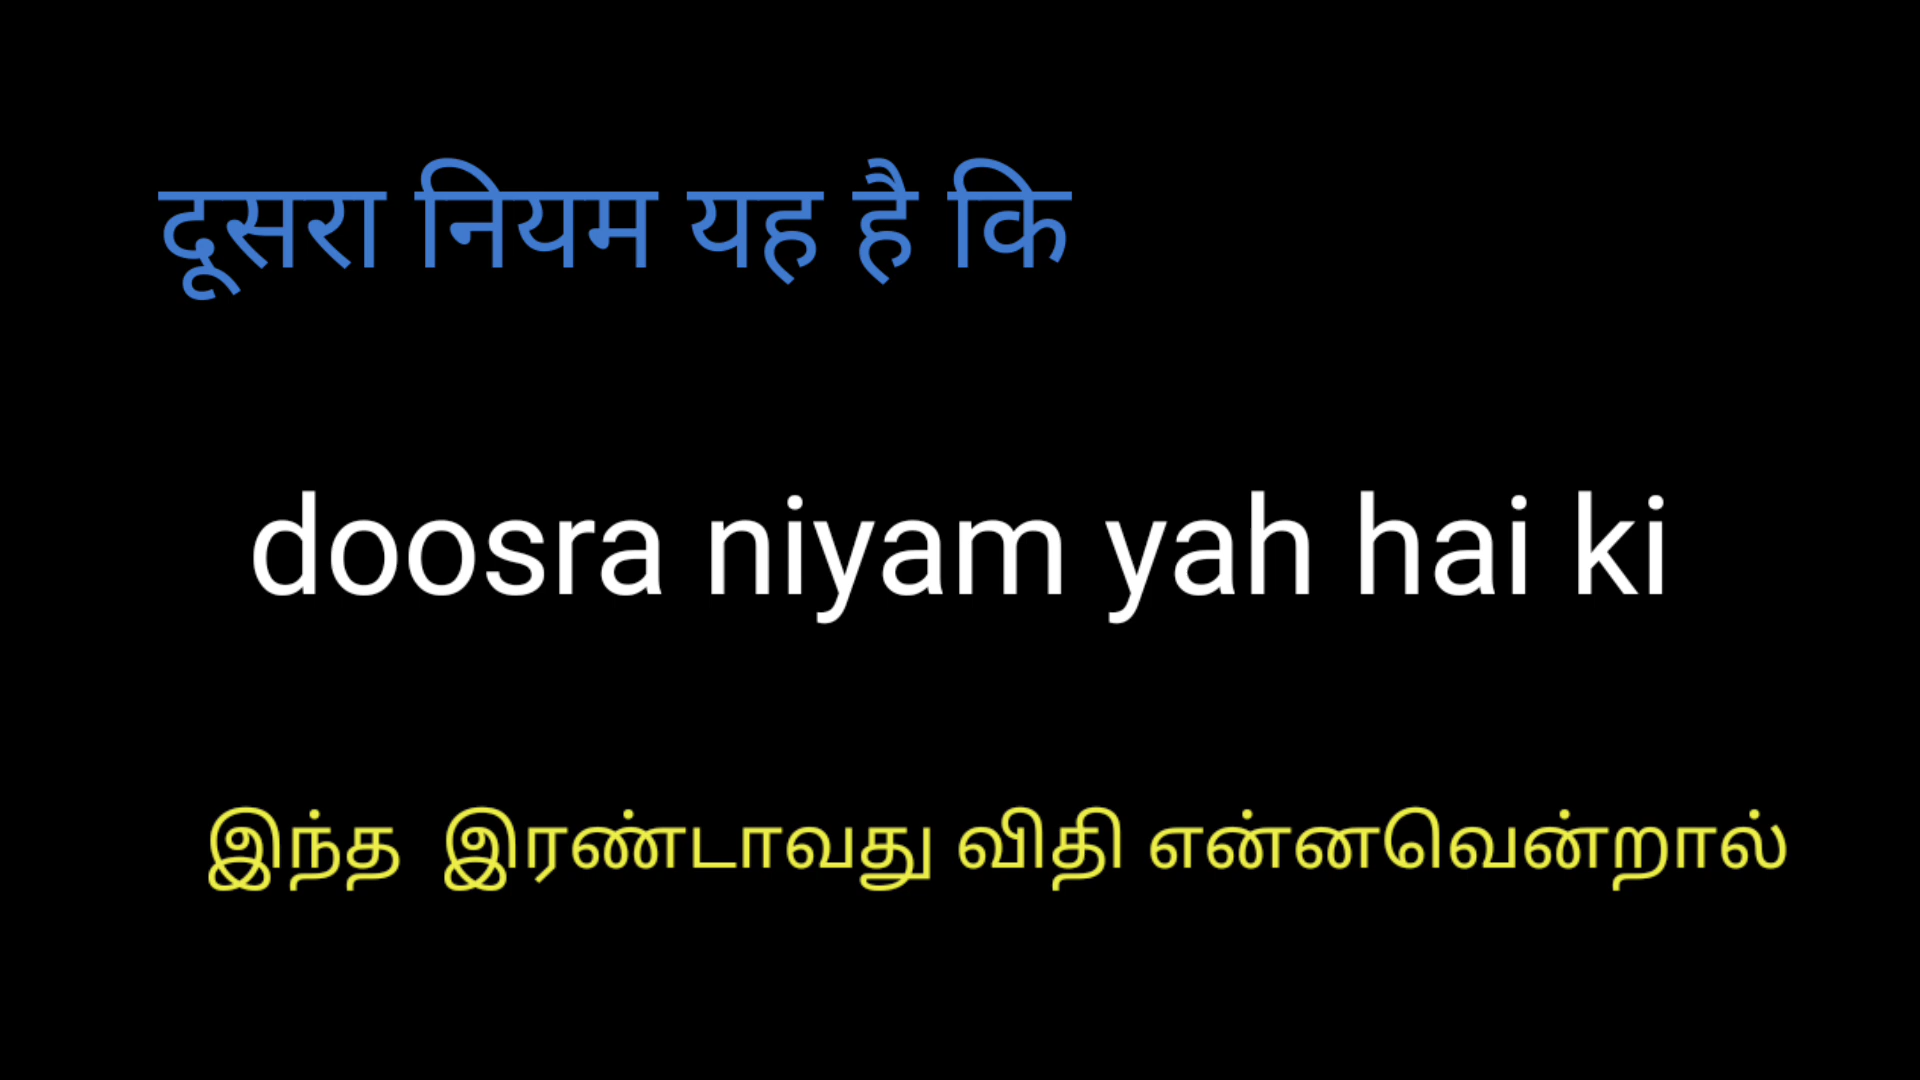 दूसरा नियम यह है कि
doosra niyam yah hai ki
இந்த இரண்டாவது விதி என்னவென்றால்